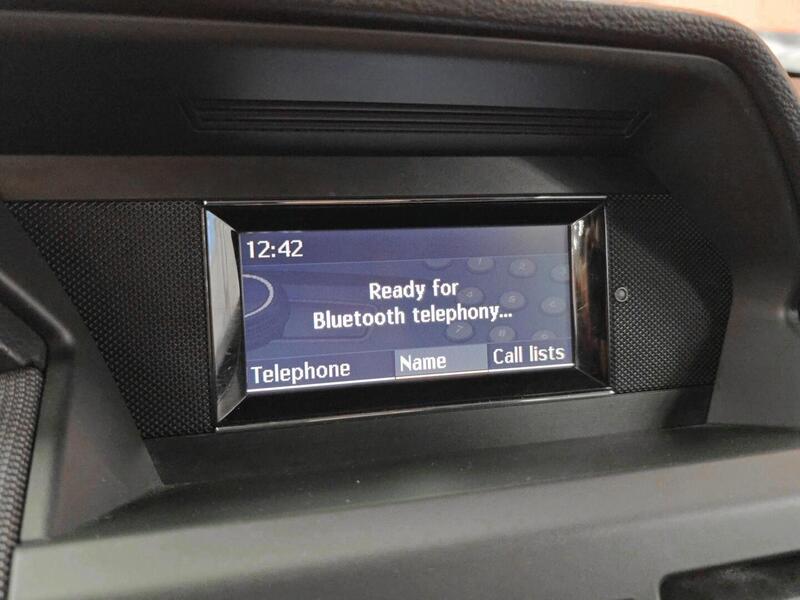 12:42
Ready for
Bluetooth telephony...
Telephone Name Call lists